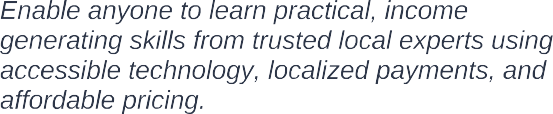 Enable anyone to learn practical, income
generating skills from trusted local experts using
accessible technology, localized payments, and
affordable pricing.